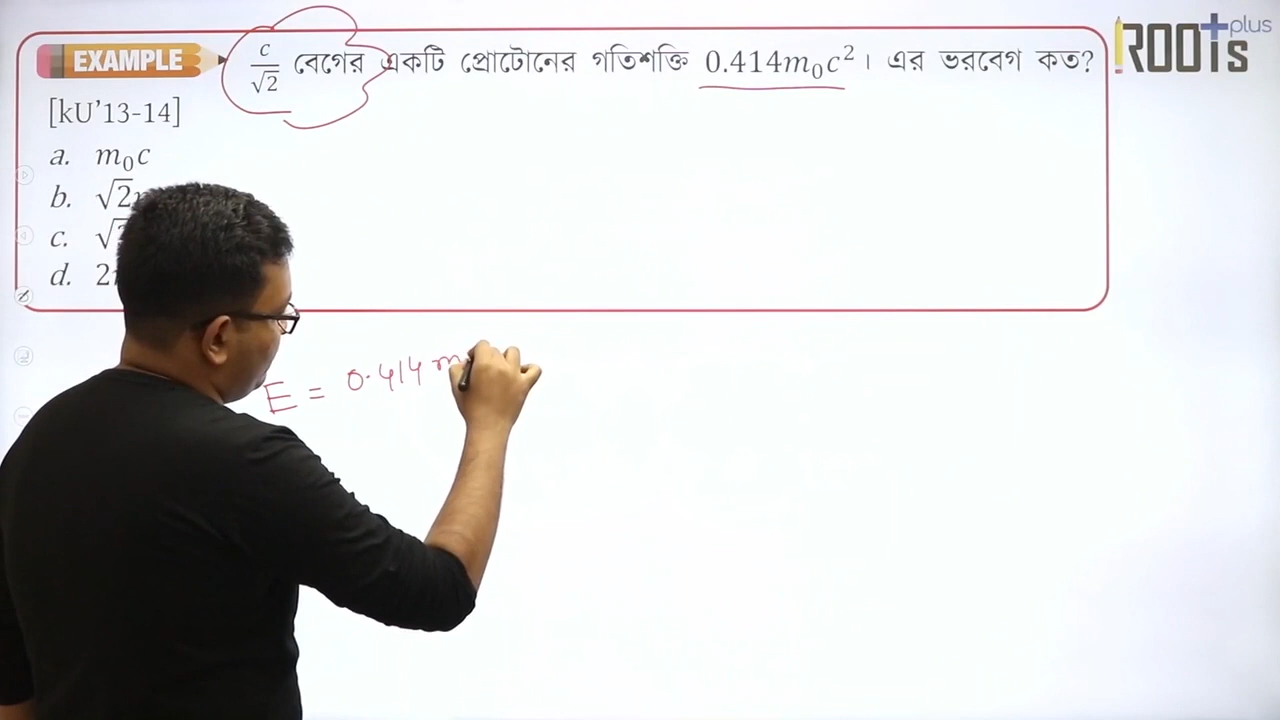 EXAMPLE c/√2 বেগের একটি প্রোটোনের গতিশক্তি 0.414m₀c² । এর ভরবেগ কত?
[kU'13-14]
a. m₀c
b. √2
c. √
d. 2
E = 0.414 m
ROOTs plus